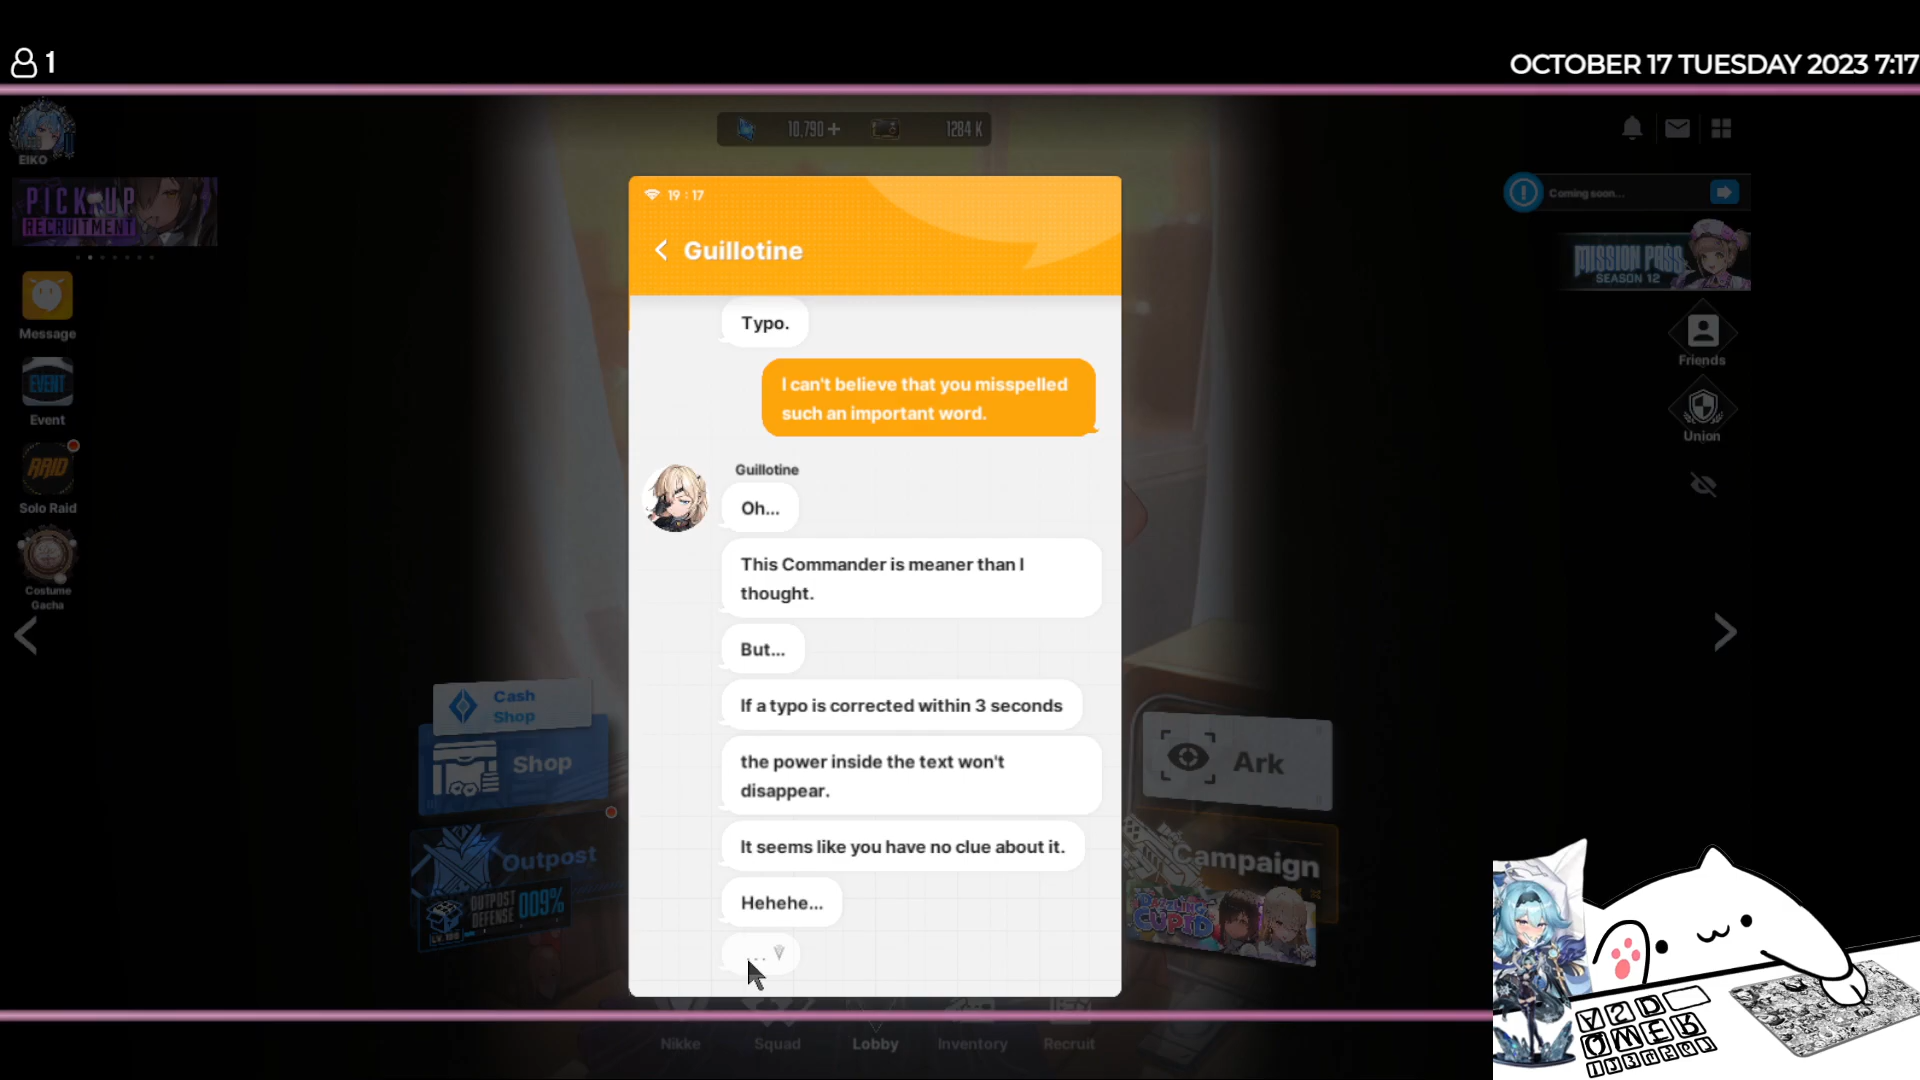 1
OCTOBER 17 TUESDAY 2023 7:17
EIKO
10,790 +
1284 K
PICK UP
RECRUITMENT
Coming soon...
MISSION PASS
SEASON 12
Message
EVENT
Event
RAID
Solo Raid
Costume
Gacha
Friends
Union
19 : 17
Guillotine
Typo.
I can't believe that you misspelled
such an important word.
Guillotine
Oh...
This Commander is meaner than I
thought.
But...
If a typo is corrected within 3 seconds
the power inside the text won't
disappear.
It seems like you have no clue about it.
Hehehe...
...
Cash
Shop
Shop
Outpost
OUTPOST
DEFENSE 009%
Ark
Campaign
DAZZLING
CUPID
Nikke
Squad
Lobby
Inventory
Recruit